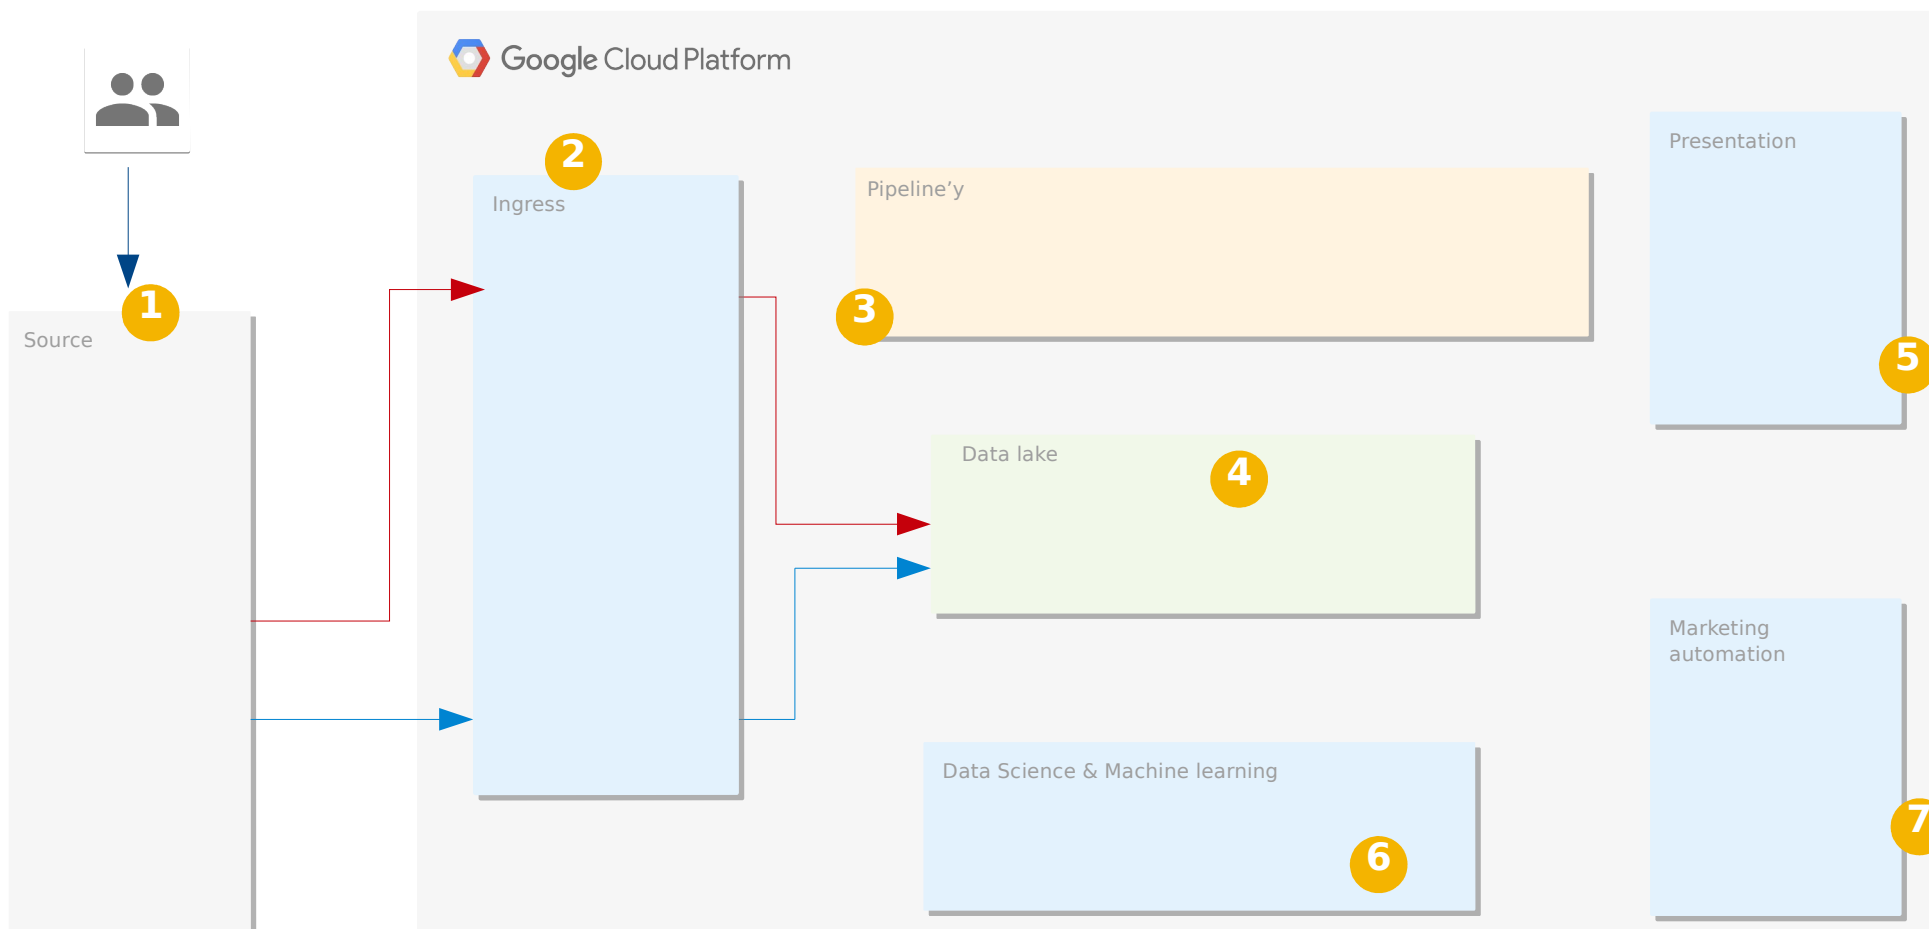 Google Cloud Platform
1
Source
2
Ingress
Pipeline’y
3
Data lake
4
Presentation
5
Data Science & Machine learning
6
Marketing
automation
7